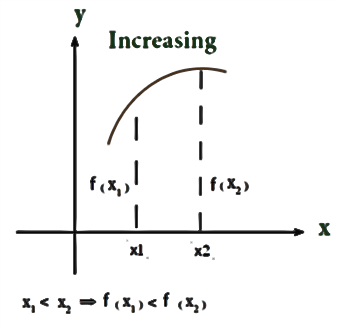 y
Increasing
f(x₁)
f(x₂)
x
x1
x2
x₁ < x₂ ⇒ f(x₁) < f(x₂)